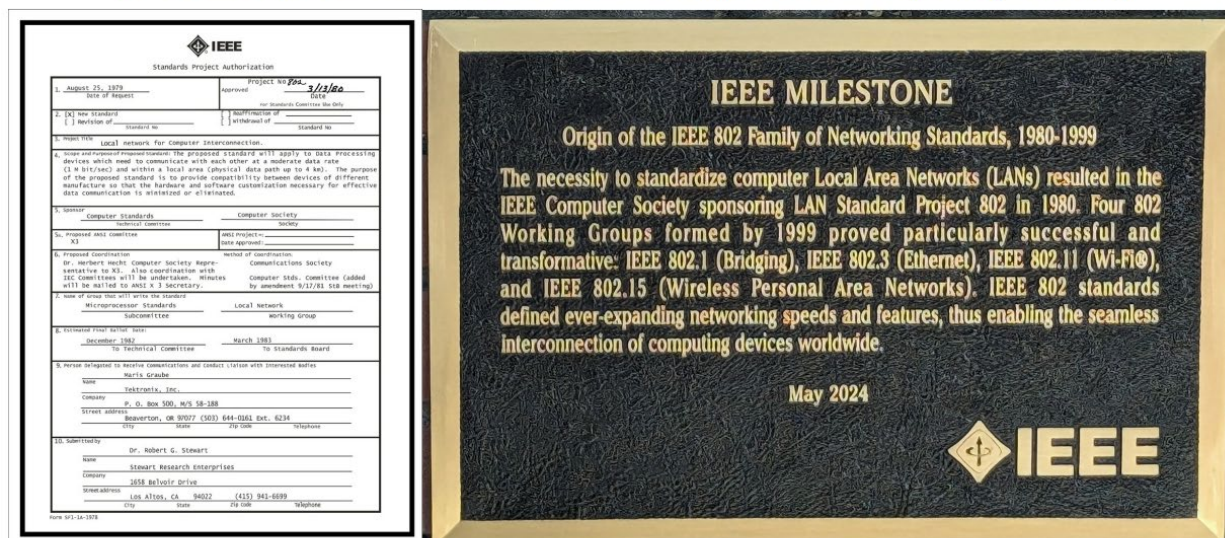 IEEE
Standards Project Authorization
1. August 25, 1979
Date of Request
Project No 802
Approved 3/13/80
Date
For Standards Committee Use Only
2. [X] New Standard
[ ] Revision of
Standard No
[ ] Reaffirmation of
[ ] Withdrawal of
Standard No
3. Project Title
Local network for Computer Interconnection.
4. Scope and Purpose of Proposed Standard: The proposed standard will apply to Data Processing
devices which need to communicate with each other at a moderate data rate
(1 M bit/sec) and within a local area (physical data path up to 4 km). The purpose
of the proposed standard is to provide compatibility between devices of different
manufacture so that the hardware and software customization necessary for effective
data communication is minimized or eliminated.
5. Sponsor
Computer Standards
Technical Committee
Computer Society
Society
5a. Proposed ANSI Committee
X3
ANSI Project
Date Approved:
6. Proposed Coordination
Dr. Herbert Hecht Computer Society Repre-
sentative to X3. Also coordination with
IEC Committees will be undertaken. Minutes
will be mailed to ANSI X 3 Secretary.
Method of Coordination
Communications Society
Computer Stds. Committee (added
by amendment 9/17/81 StB meeting)
7. Name of Group that will write the Standard
Microprocessor Standards
Subcommittee
Local Network
Working Group
8. Estimated Final Ballot Date:
December 1982
To Technical Committee
March 1983
To Standards Board
9. Person Delegated to Receive Communications and Conduct Liaison with Interested Bodies
Maris Graube
Name
Tektronix, Inc.
Company
P. O. Box 500, M/S 58-188
Street address
Beaverton, OR 97077 (503) 644-0161 Ext. 6234
City State Zip Code Telephone
10. Submitted by
Dr. Robert G. Stewart
Name
Stewart Research Enterprises
Company
1658 Belvoir Drive
Street address
Los Altos, CA 94022 (415) 941-6699
City State Zip Code Telephone
Form SF1-1A-1978
IEEE MILESTONE
Origin of the IEEE 802 Family of Networking Standards, 1980-1999
The necessity to standardize computer Local Area Networks (LANs) resulted in the
IEEE Computer Society sponsoring LAN Standard Project 802 in 1980. Four 802
Working Groups formed by 1999 proved particularly successful and
transformative: IEEE 802.1 (Bridging), IEEE 802.3 (Ethernet), IEEE 802.11 (Wi-Fi®),
and IEEE 802.15 (Wireless Personal Area Networks). IEEE 802 standards
defined ever-expanding networking speeds and features, thus enabling the seamless
interconnection of computing devices worldwide.
May 2024
IEEE